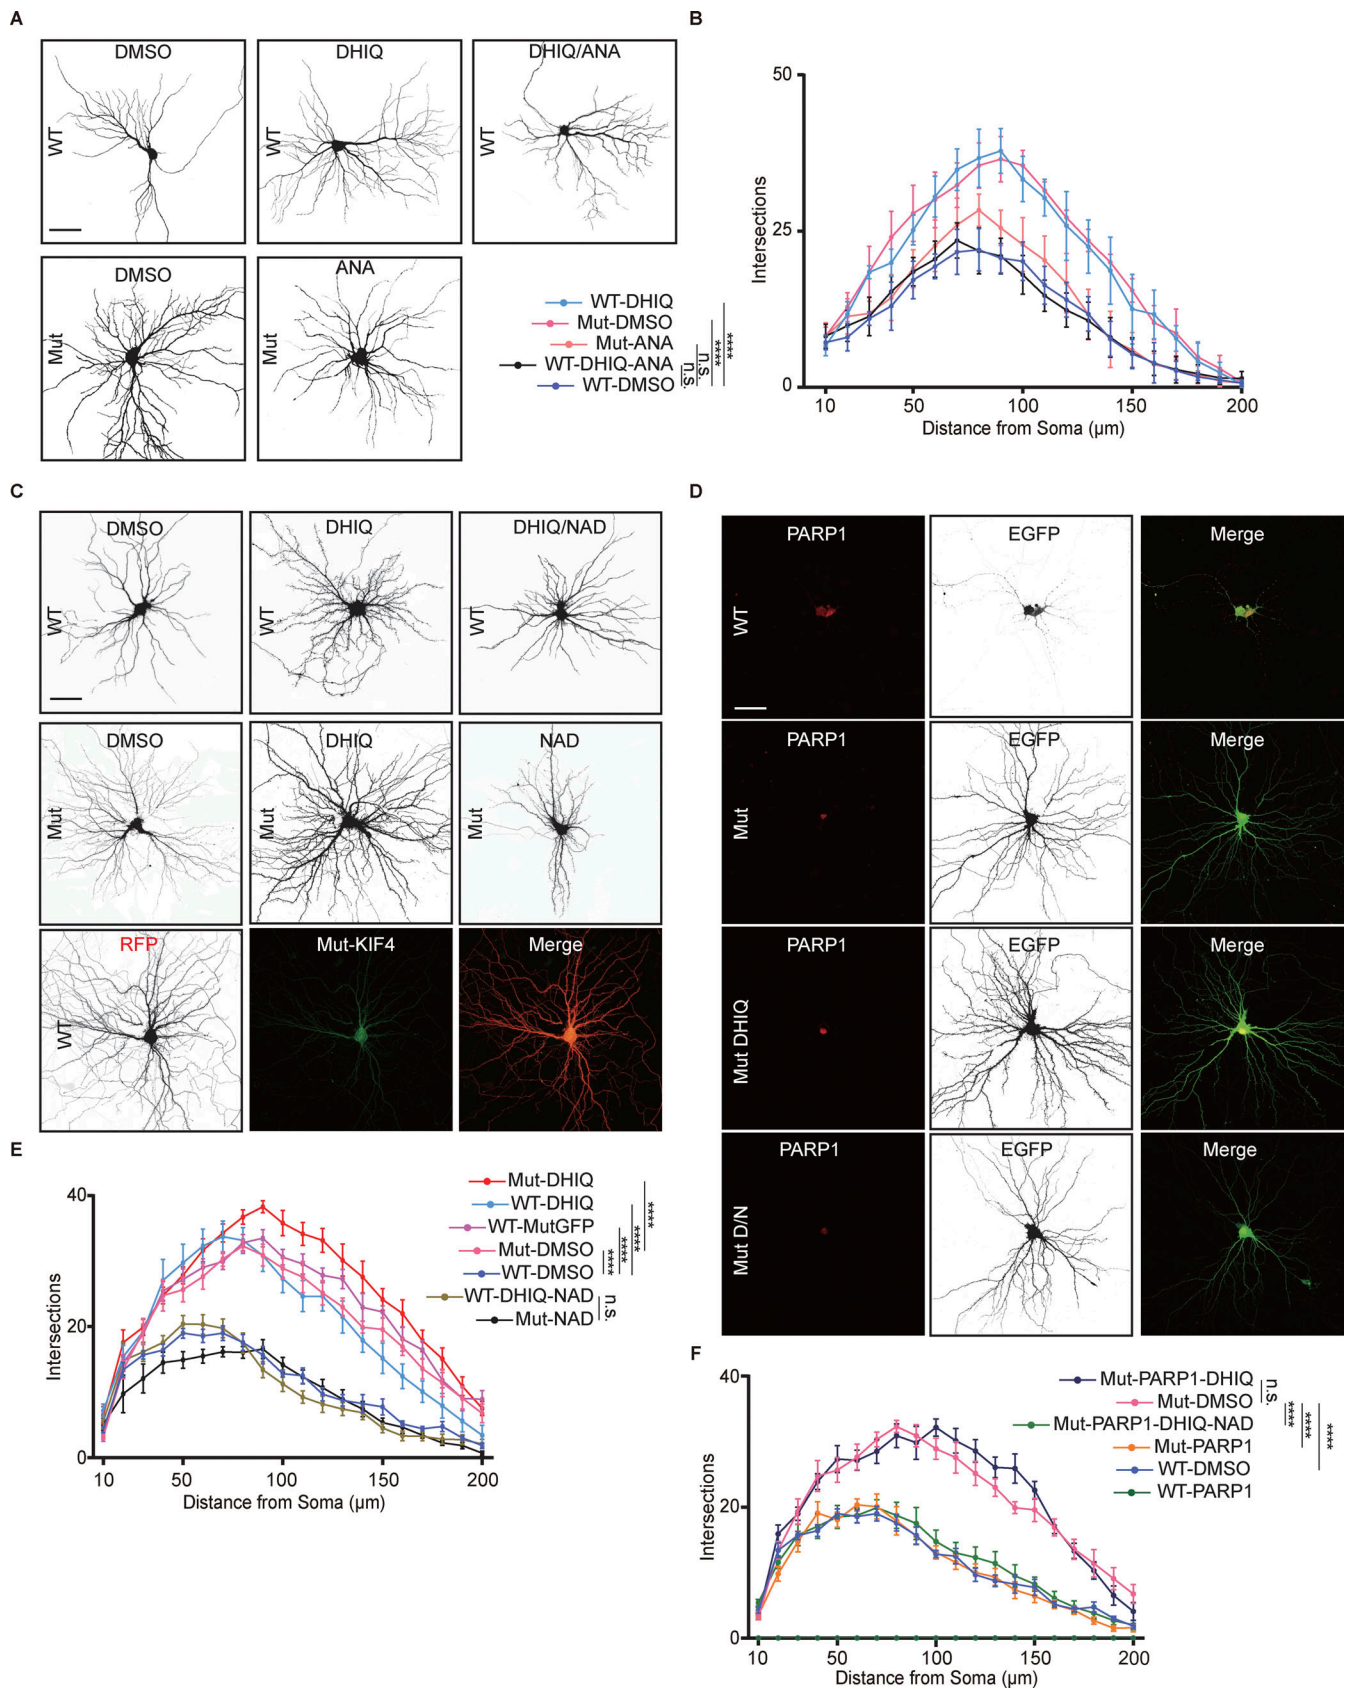 A
DMSO
DHIQ
DHIQ/ANA
WT
WT
WT
DMSO
ANA
Mut
Mut
WT-DHIQ
Mut-DMSO
Mut-ANA
WT-DHIQ-ANA
WT-DMSO
n.s.
n.s.
****
****
B
50
25
0
Intersections
10
50
100
150
200
Distance from Soma (µm)
C
DMSO
DHIQ
DHIQ/NAD
WT
WT
WT
DMSO
DHIQ
NAD
Mut
Mut
Mut
RFP
Mut-KIF4
Merge
WT
D
PARP1
EGFP
Merge
WT
PARP1
EGFP
Merge
Mut
PARP1
EGFP
Merge
Mut DHIQ
PARP1
EGFP
Merge
Mut D/N
E
40
20
0
Intersections
10
50
100
150
200
Distance from Soma (µm)
Mut-DHIQ
WT-DHIQ
WT-MutGFP
Mut-DMSO
WT-DMSO
WT-DHIQ-NAD
Mut-NAD
****
****
****
****
n.s.
F
40
20
0
Intersections
10
50
100
150
200
Distance from Soma (µm)
Mut-PARP1-DHIQ
Mut-DMSO
Mut-PARP1-DHIQ-NAD
Mut-PARP1
WT-DMSO
WT-PARP1
n.s.
****
****
****